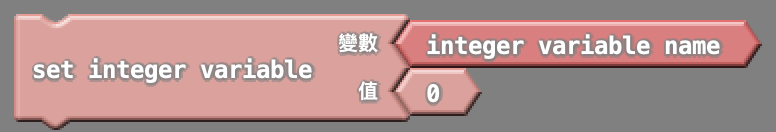 變數
integer variable name
set integer variable
值
0